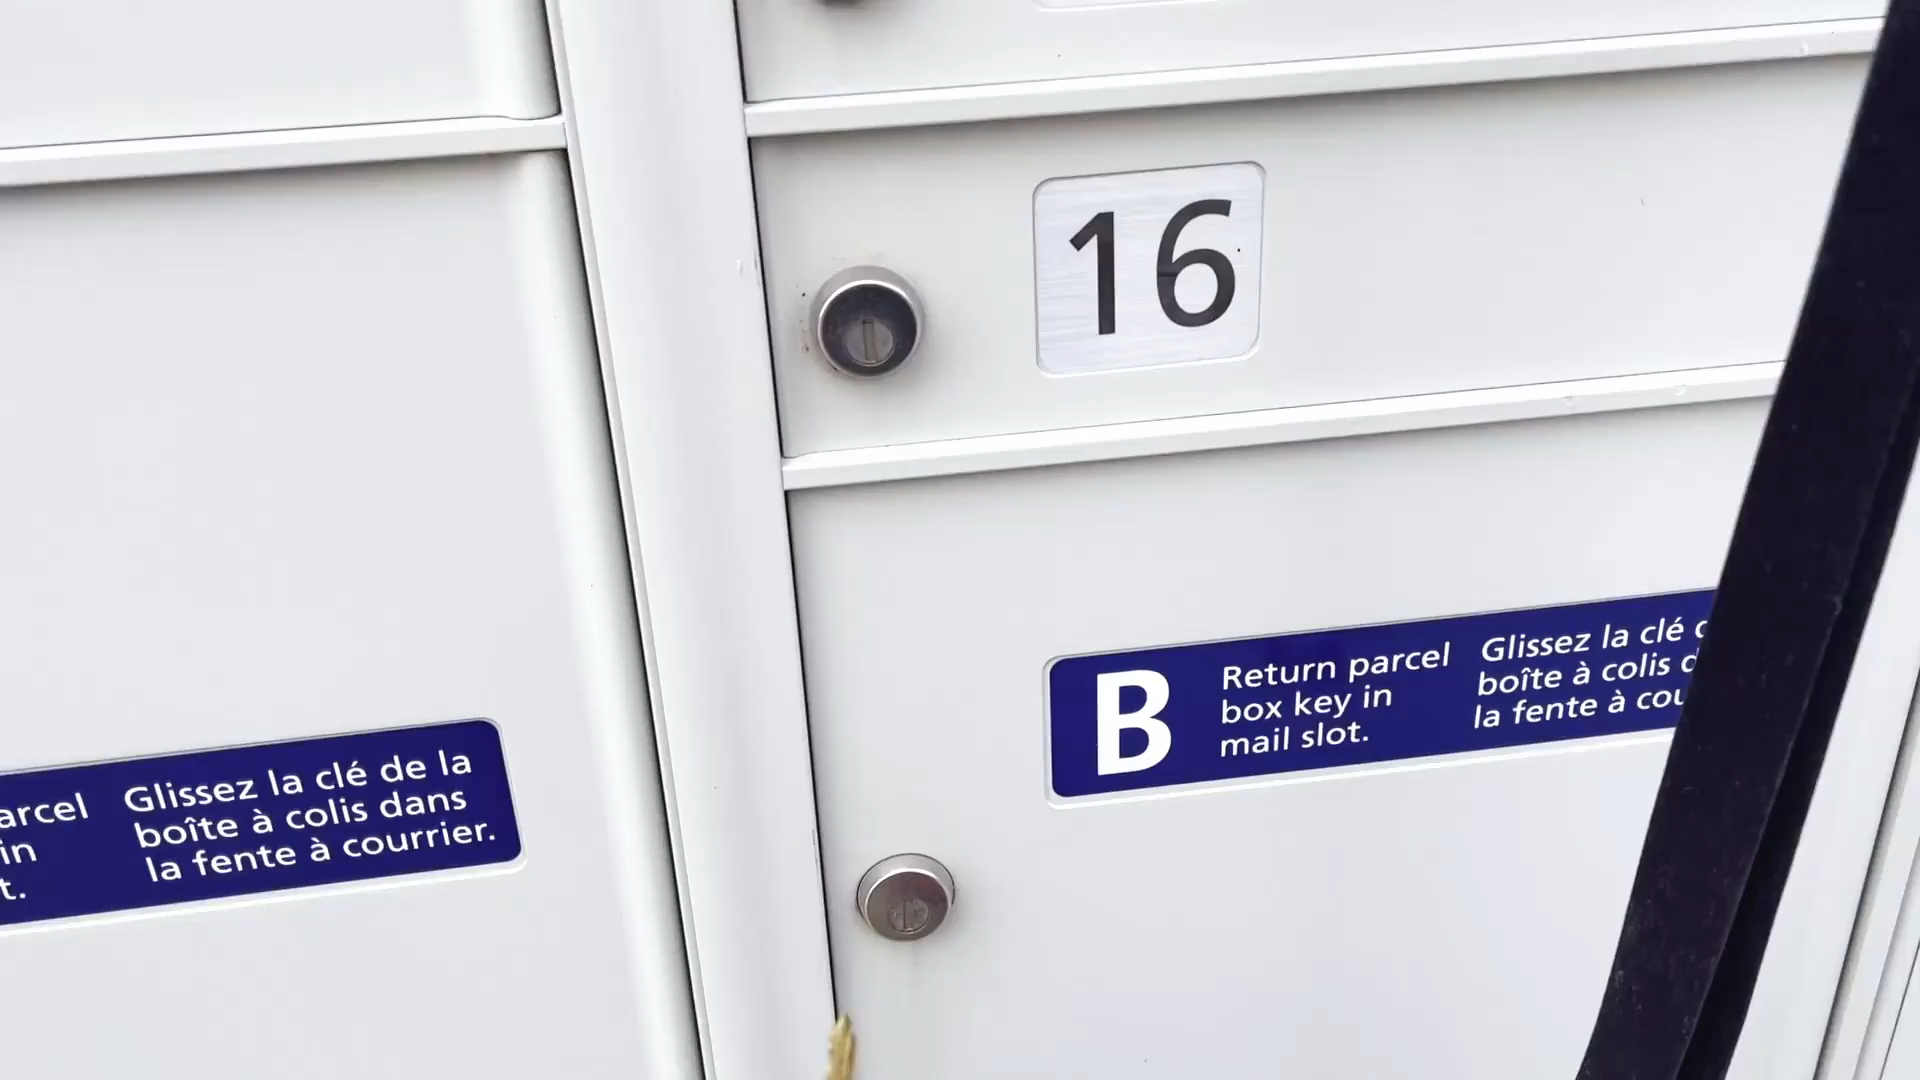 16
B
Return parcel
box key in
mail slot.
Glissez la clé
boîte à colis
la fente à
Glissez la clé de la
boîte à colis dans
la fente à courrier.
in